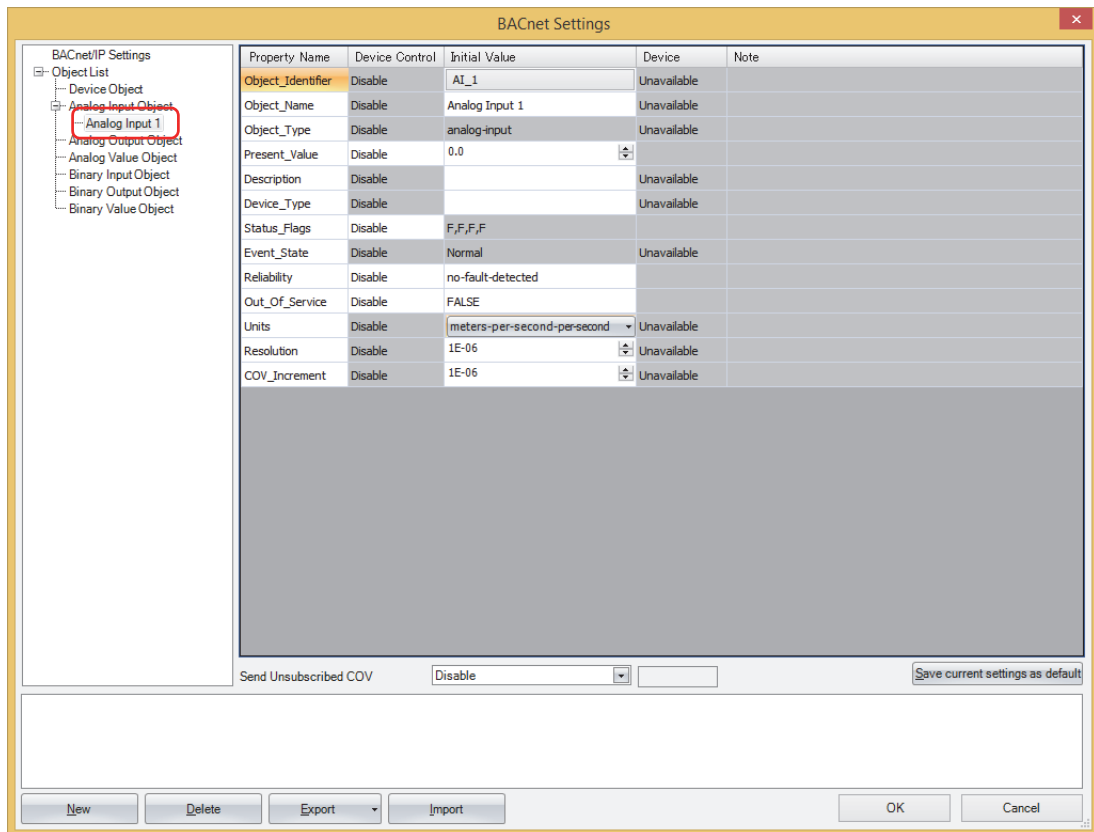 BACnet Settings
BACnet/IP Settings
Object List
Device Object
Analog Input Object
Analog Input 1
Analog Output Object
Analog Value Object
Binary Input Object
Binary Output Object
Binary Value Object
Property Name Device Control Initial Value Device Note
Object_Identifier Disable AI_1 Unavailable
Object_Name Disable Analog Input 1 Unavailable
Object_Type Disable analog-input Unavailable
Present_Value Disable 0.0
Description Disable Unavailable
Device_Type Disable Unavailable
Status_Flags Disable F,F,F,F
Event_State Disable Normal Unavailable
Reliability Disable no-fault-detected
Out_Of_Service Disable FALSE
Units Disable meters-per-second-per-second Unavailable
Resolution Disable 1E-06 Unavailable
COV_Increment Disable 1E-06 Unavailable
Send Unsubscribed COV Disable Save current settings as default
New Delete Export Import OK Cancel